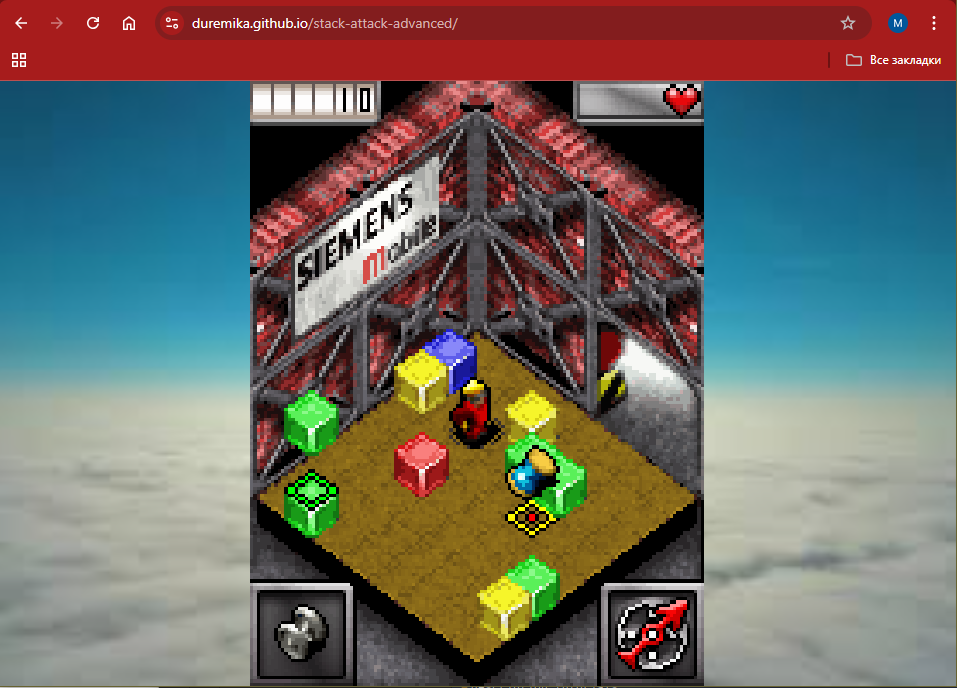 duremika.github.io/stack-attack-advanced/
M
Все закладки
10
SIEMENS
mobile